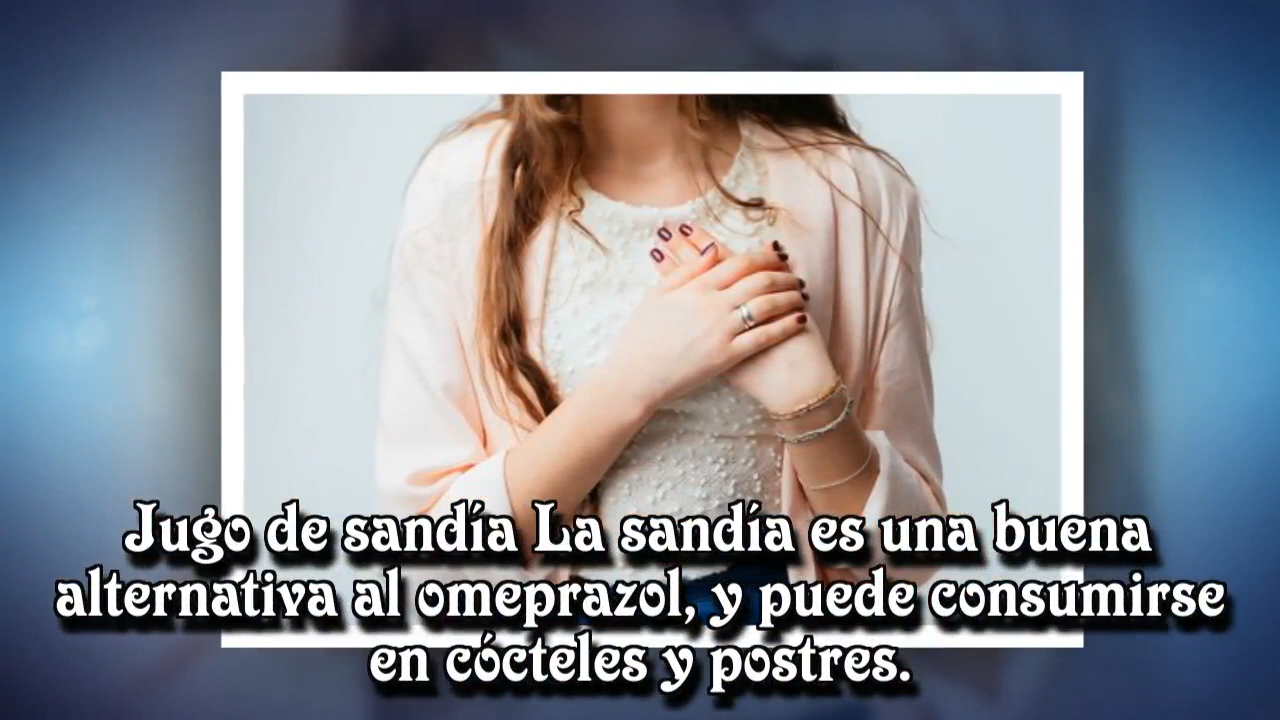 Jugo de sandía La sandía es una buena
alternativa al omeprazol, y puede consumirse
en cócteles y postres.